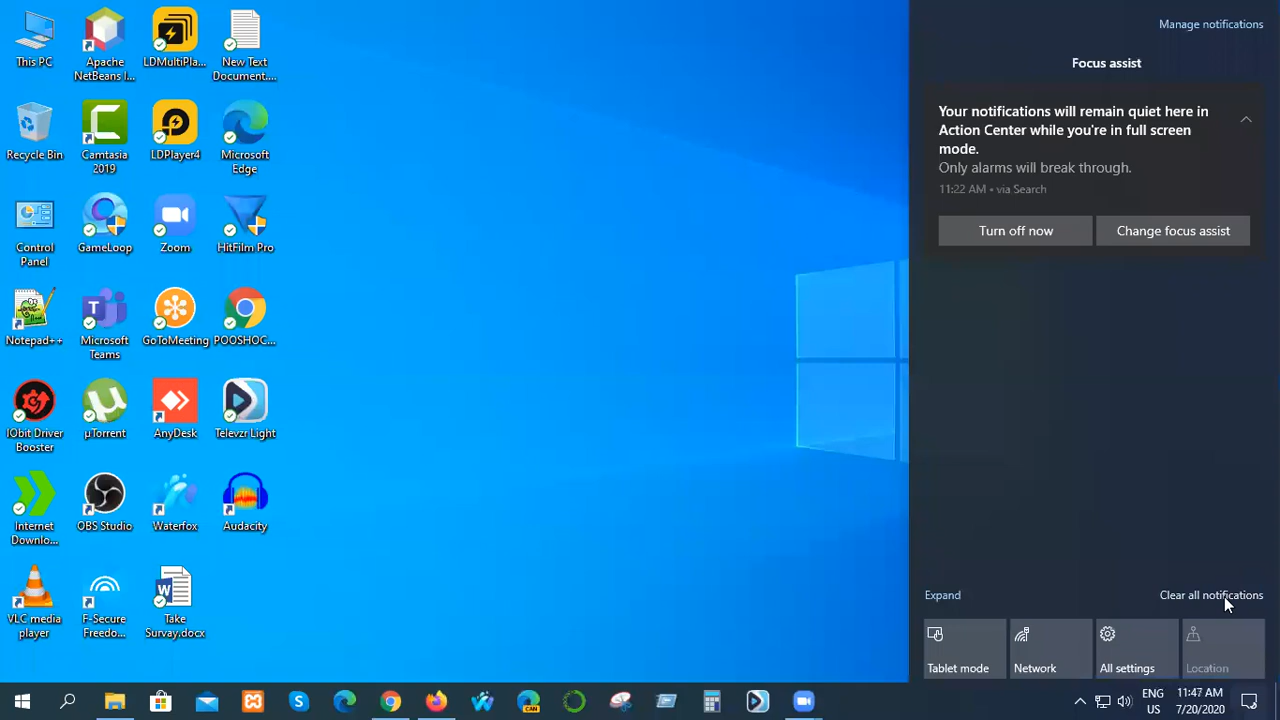 This PC
Apache
NetBeans I...
LDMultiPla...
New Text
Document....
Recycle Bin
Camtasia
2019
LDPlayer4
Microsoft
Edge
Control
Panel
GameLoop
Zoom
HitFilm Pro
Notepad++
Microsoft
Teams
GoToMeeting
POOSHOC...
IObit Driver
Booster
µTorrent
AnyDesk
Televzr Light
Internet
Downlo...
OBS Studio
Waterfox
Audacity
VLC media
player
F-Secure
Freedo...
Take
Survay.docx
Manage notifications
Focus assist
Your notifications will remain quiet here in
Action Center while you're in full screen
mode.
Only alarms will break through.
11:22 AM • via Search
Turn off now
Change focus assist
Expand
Clear all notifications
Tablet mode
Network
All settings
Location
CAN
ENG
US
11:47 AM
7/20/2020